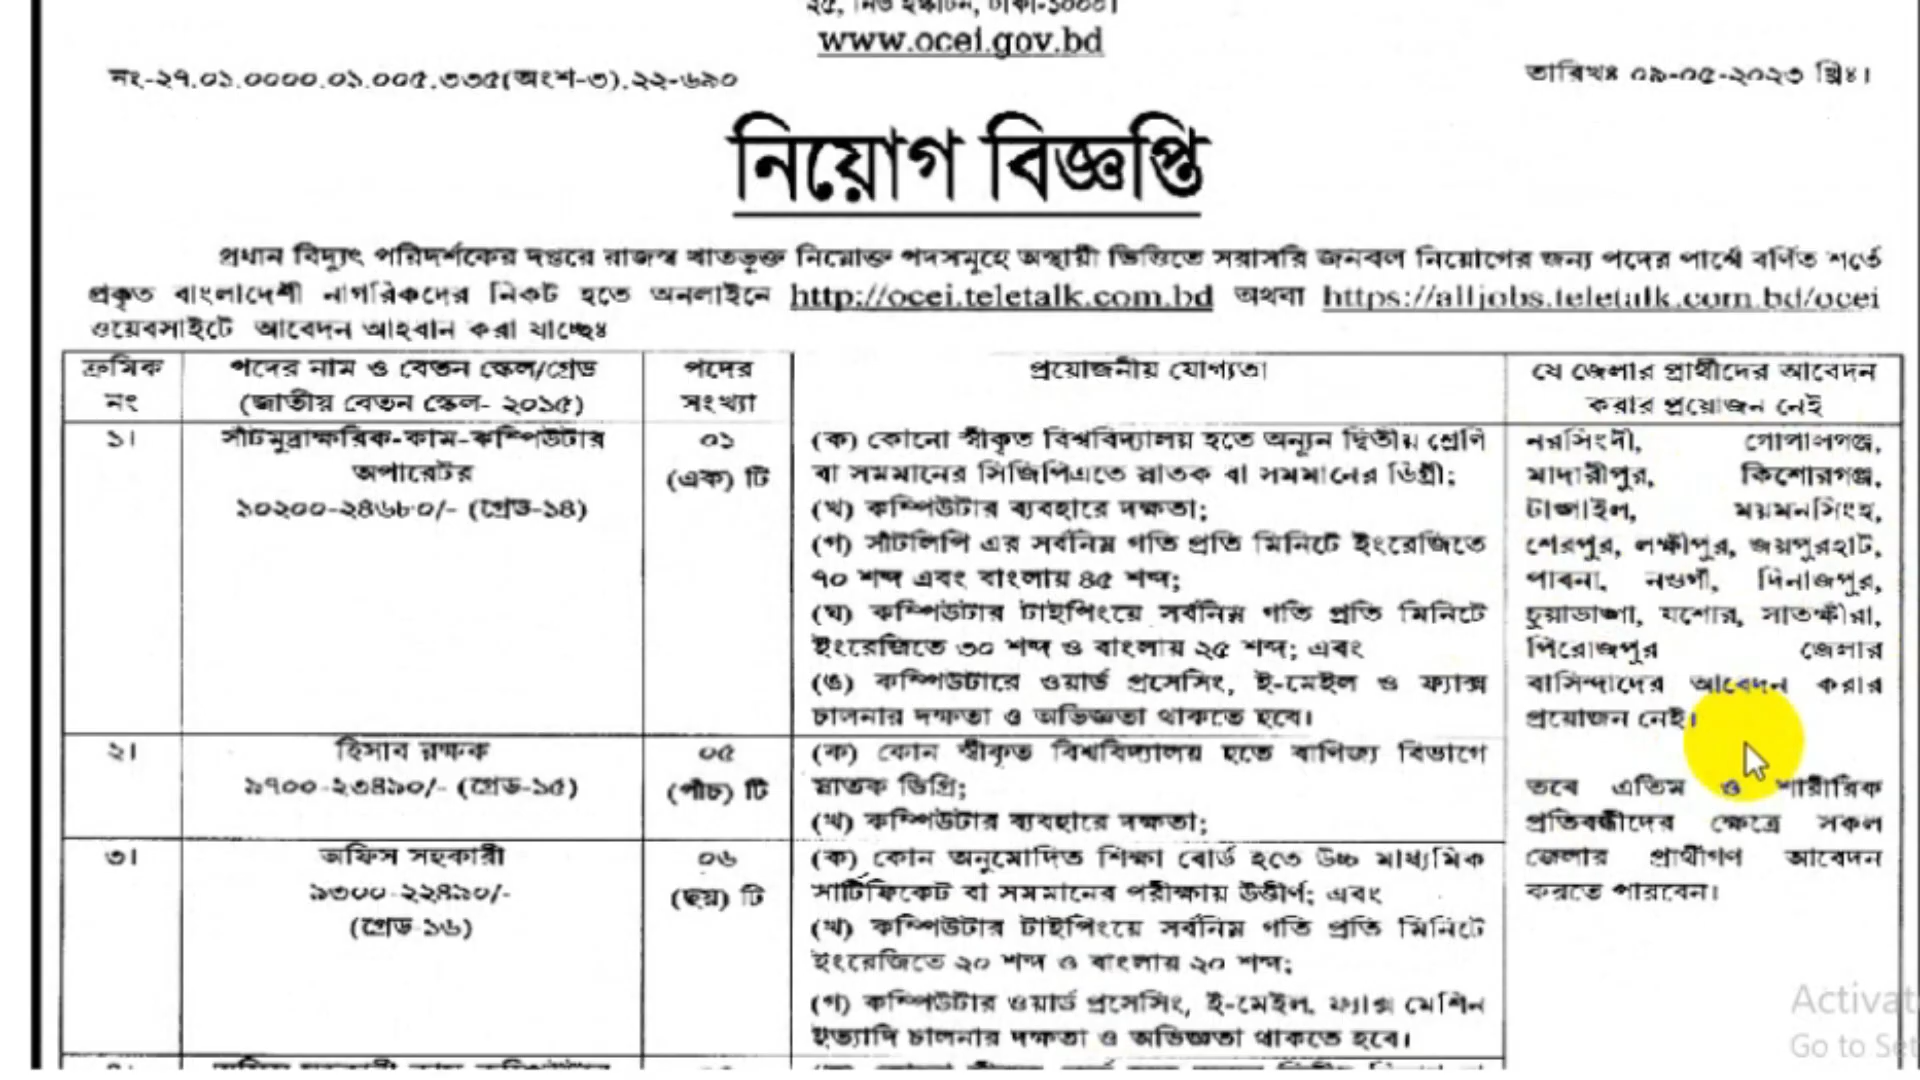 ২৫, নিউ ইস্কাটন, ঢাকা-১০০০।
www.ocei.gov.bd
নং-২৭.০১.০০০০.০১.০০৫.৩৩৫(অংশ-৩).২২-৬৯০
তারিখঃ ০৯-০৫-২০২৩ খ্রিঃ।
নিয়োগ বিজ্ঞপ্তি
প্রধান বিদ্যুৎ পরিদর্শকের দপ্তরে রাজস্ব খাতভূক্ত নিম্নোক্ত পদসমূহে অস্থায়ী ভিত্তিতে সরাসরি জনবল নিয়োগের জন্য পদের পার্শ্বে বর্ণিত শর্তে
প্রকৃত বাংলাদেশী নাগরিকদের নিকট হতে অনলাইনে http://ocei.teletalk.com.bd অথবা https://alljobs.teletalk.com.bd/ocei
ওয়েবসাইটে আবেদন আহবান করা যাচ্ছেঃ
ক্রমিক
নং
পদের নাম ও বেতন স্কেল/গ্রেড
(জাতীয় বেতন স্কেল- ২০১৫)
পদের
সংখ্যা
প্রয়োজনীয় যোগ্যতা
যে জেলার প্রার্থীদের আবেদন
করার প্রয়োজন নেই
১।
সাঁটমুদ্রাক্ষরিক-কাম-কম্পিউটার
অপারেটর
১০২০০-২৪৬৮০/- (গ্রেড-১৪)
০১
(এক) টি
(ক) কোনো স্বীকৃত বিশ্ববিদ্যালয় হতে অন্যূন দ্বিতীয় শ্রেণি
বা সমমানের সিজিপিএতে স্নাতক বা সমমানের ডিগ্রী;
(খ) কম্পিউটার ব্যবহারে দক্ষতা;
(গ) সাঁটলিপি এর সর্বনিম্ন গতি প্রতি মিনিটে ইংরেজিতে
৭০ শব্দ এবং বাংলায় ৪৫ শব্দ;
(ঘ) কম্পিউটার টাইপিংয়ে সর্বনিম্ন গতি প্রতি মিনিটে
ইংরেজিতে ৩০ শব্দ ও বাংলায় ২৫ শব্দ; এবং
(ঙ) কম্পিউটারে ওয়ার্ড প্রসেসিং, ই-মেইল ও ফ্যাক্স
চালনার দক্ষতা ও অভিজ্ঞতা থাকতে হবে।
নরসিংদী, গোপালগঞ্জ,
মাদারীপুর, কিশোরগঞ্জ,
টাঙ্গাইল, ময়মনসিংহ,
শেরপুর, লক্ষীপুর, জয়পুরহাট,
পাবনা, নওগাঁ, দিনাজপুর,
চুয়াডাঙ্গা, যশোর, সাতক্ষীরা,
পিরোজপুর জেলার
বাসিন্দাদের আবেদন করার
প্রয়োজন নেই।
তবে এতিম ও শারীরিক
প্রতিবন্ধীদের ক্ষেত্রে সকল
জেলার প্রার্থীগণ আবেদন
করতে পারবেন।
২।
হিসাব রক্ষক
৯৭০০-২৩৪৯০/- (গ্রেড-১৫)
০৫
(পাঁচ) টি
(ক) কোন স্বীকৃত বিশ্ববিদ্যালয় হতে বাণিজ্য বিভাগে
স্নাতক ডিগ্রি;
(খ) কম্পিউটার ব্যবহারে দক্ষতা;
৩।
অফিস সহকারী
৯৩০০-২২৪৯০/-
(গ্রেড-১৬)
০৬
(ছয়) টি
(ক) কোন অনুমোদিত শিক্ষা বোর্ড হতে উচ্চ মাধ্যমিক
সার্টিফিকেট বা সমমানের পরীক্ষায় উত্তীর্ণ; এবং
(খ) কম্পিউটার টাইপিংয়ে সর্বনিম্ন গতি প্রতি মিনিটে
ইংরেজিতে ২০ শব্দ ও বাংলায় ২০ শব্দ;
(গ) কম্পিউটার ওয়ার্ড প্রসেসিং, ই-মেইল, ফ্যাক্স মেশিন
ইত্যাদি চালনার দক্ষতা ও অভিজ্ঞতা থাকতে হবে।
Activat
Go to Set